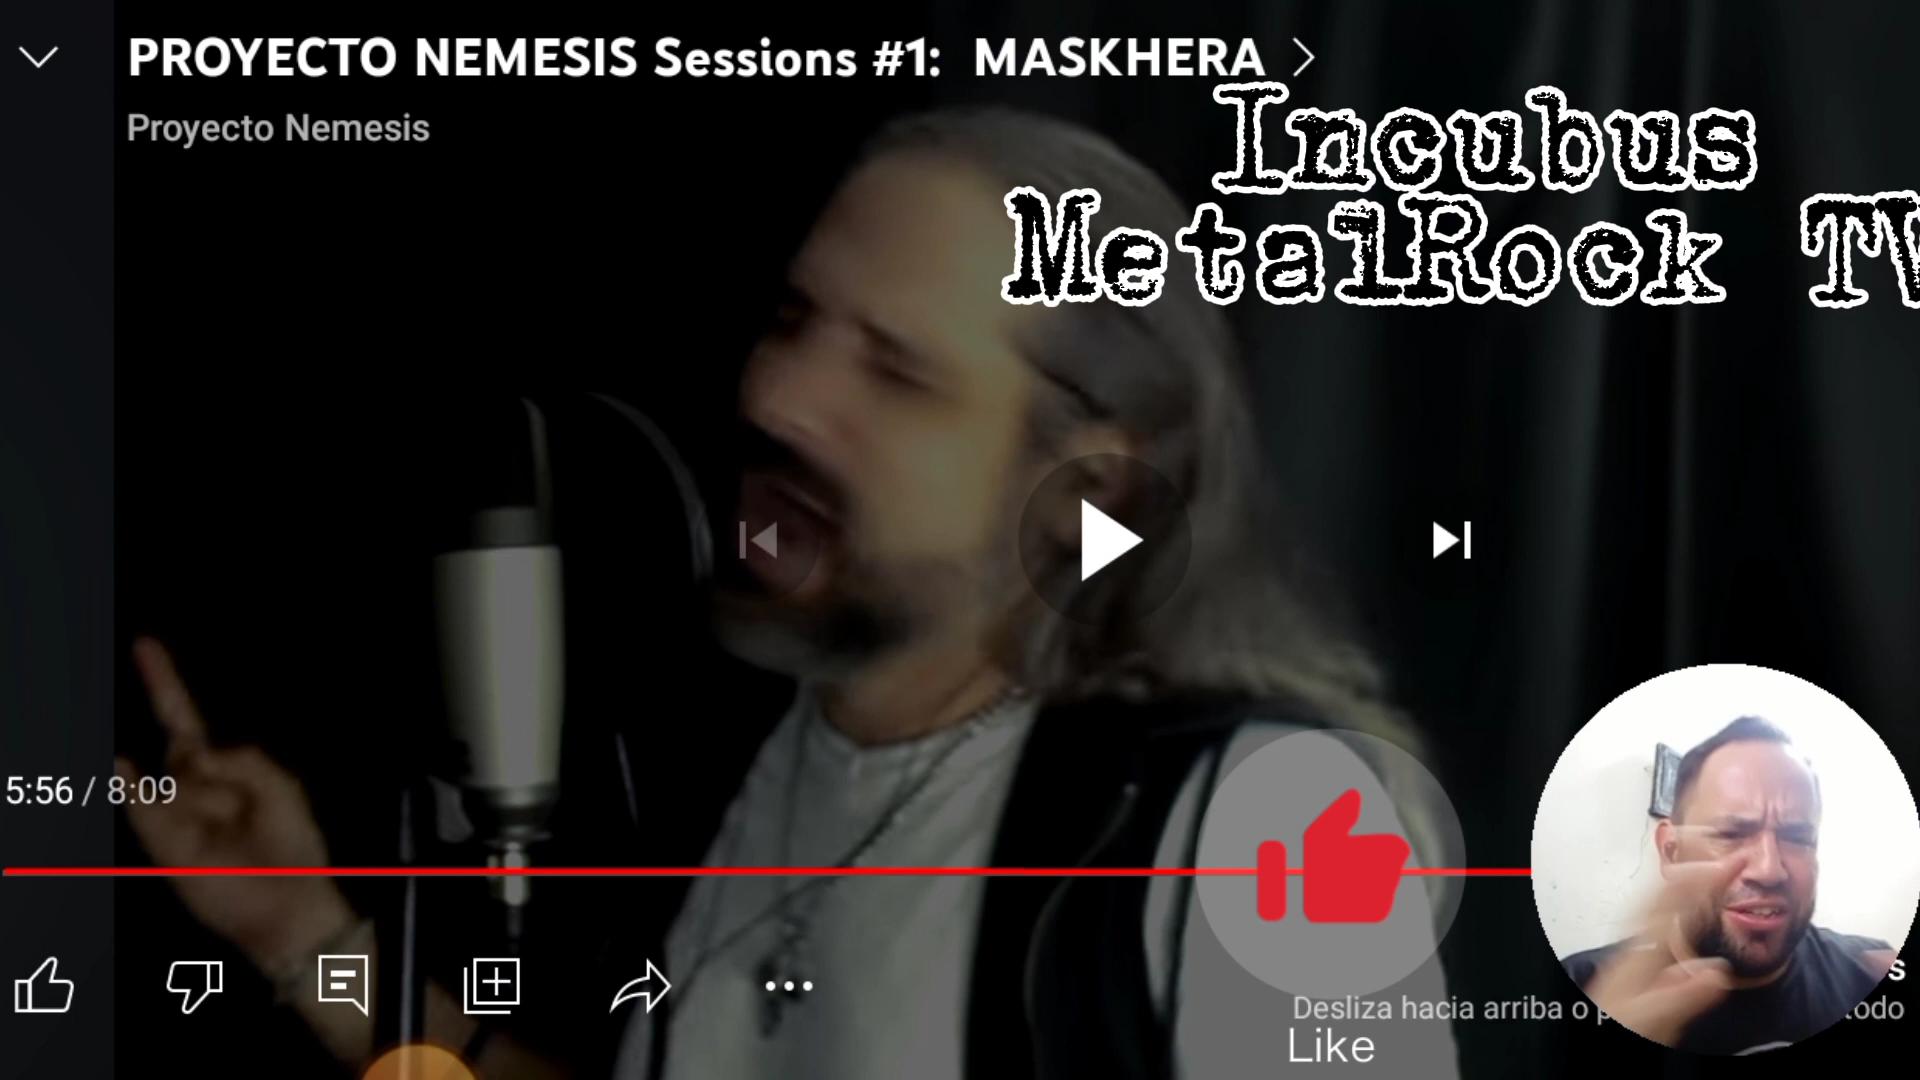 PROYECTO NEMESIS Sessions #1: MASKHERA
Proyecto Nemesis
Incubus
MetalRock TV
5:56 / 8:09
Desliza hacia arriba o
Like